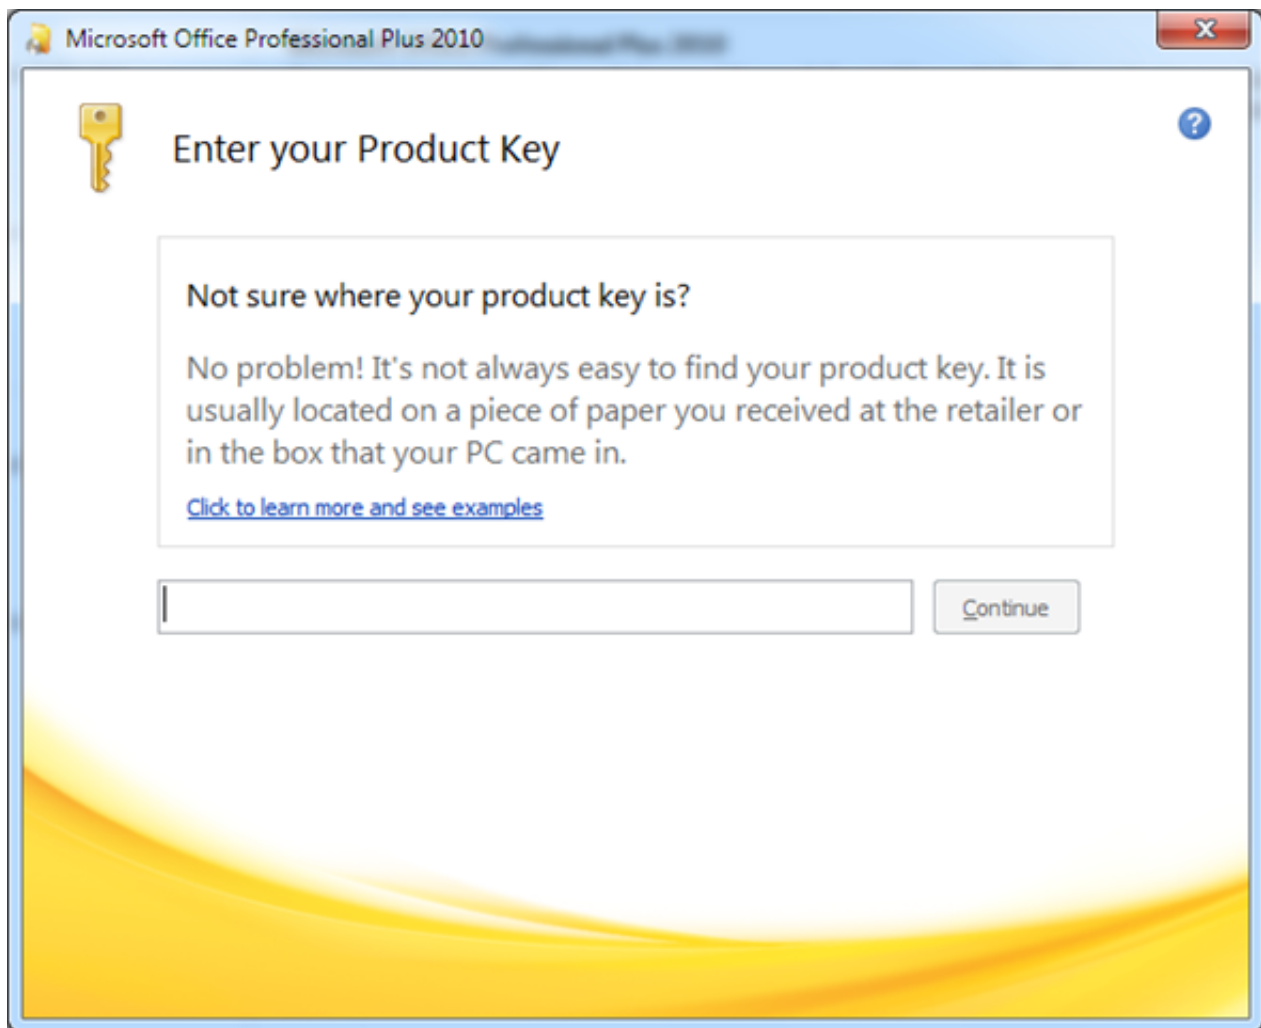 Microsoft Office Professional Plus 2010
Professional Plus 2010
?
Enter your Product Key
Not sure where your product key is?
No problem! It's not always easy to find your product key. It is
usually located on a piece of paper you received at the retailer or
in the box that your PC came in.
Click to learn more and see examples
Continue